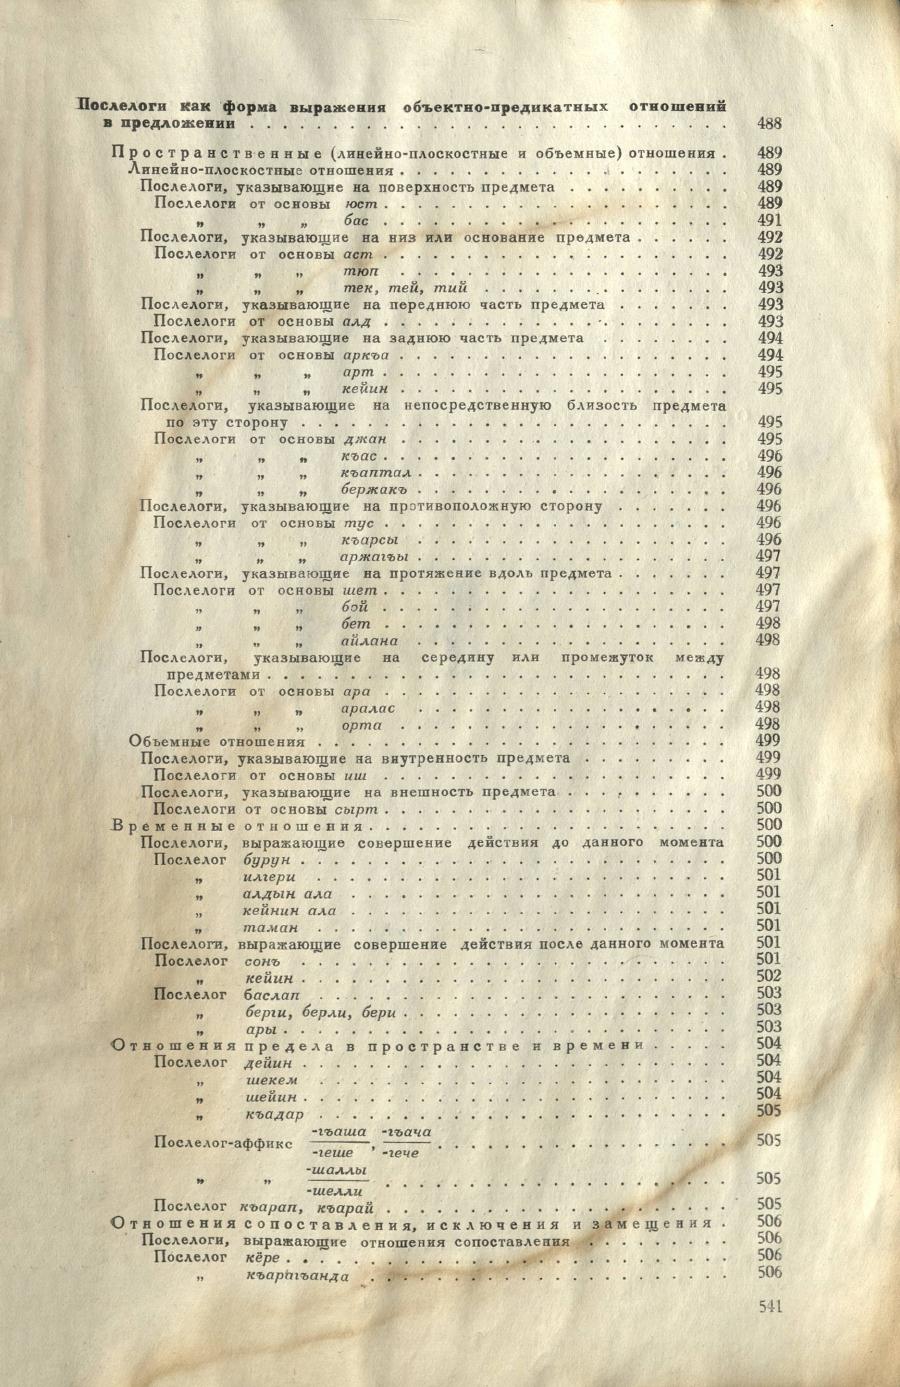 Послелоги как форма выражения объектно-предикатных отношений
в предложении . . . . . . . . . . . . . . . . . . . . . . . . . . . . 488
Пространственные (линейно-плоскостные и объемные) отношения . 489
Линейно-плоскостные отношения . . . . . . . . . . . . . . . . . . . 489
Послелоги, указывающие на поверхность предмета . . . . . . . . . . 489
Послелоги от основы юст . . . . . . . . . . . . . . . . . . . . . 489
„ „ „ бас . . . . . . . . . . . . . . . . . . . . . 491
Послелоги, указывающие на низ или основание предмета . . . . . . 492
Послелоги от основы аст . . . . . . . . . . . . . . . . . . . . . 492
„ „ „ тюп . . . . . . . . . . . . . . . . . . . . 493
„ „ „ тек, тей, тий . . . . . . . . . . . . . . . 493
Послелоги, указывающие на переднюю часть предмета . . . . . . . 493
Послелоги от основы алд . . . . . . . . . . . . . . . . . . . . . 493
Послелоги, указывающие на заднюю часть предмета . . . . . . . . 494
Послелоги от основы аркъа . . . . . . . . . . . . . . . . . . . . 494
„ „ „ арт . . . . . . . . . . . . . . . . . . . . . 495
„ „ „ кейин . . . . . . . . . . . . . . . . . . . . 495
Послелоги, указывающие на непосредственную близость предмета
по эту сторону . . . . . . . . . . . . . . . . . . . . . . . . . . 495
Послелоги от основы джан . . . . . . . . . . . . . . . . . . . . 495
„ „ „ къас . . . . . . . . . . . . . . . . . . . . . 496
„ „ „ къаптал . . . . . . . . . . . . . . . . . . . 496
„ „ „ бержакъ . . . . . . . . . . . . . . . . . . . 496
Послелоги, указывающие на противоположную сторону . . . . . . . 496
Послелоги от основы тус . . . . . . . . . . . . . . . . . . . . . 496
„ „ „ къарсы . . . . . . . . . . . . . . . . . . . 496
„ „ „ аржагъы . . . . . . . . . . . . . . . . . . . 497
Послелоги, указывающие на протяжение вдоль предмета . . . . . . . 497
Послелоги от основы шет . . . . . . . . . . . . . . . . . . . . . 497
„ „ „ бой . . . . . . . . . . . . . . . . . . . . . 497
„ „ „ бет . . . . . . . . . . . . . . . . . . . . . 498
„ „ „ айлана . . . . . . . . . . . . . . . . . . . 498
Послелоги, указывающие на середину или промежуток между
предметами . . . . . . . . . . . . . . . . . . . . . . . . . . . . 498
Послелоги от основы ара . . . . . . . . . . . . . . . . . . . . . 498
„ „ „ аралас . . . . . . . . . . . . . . . . . . . 498
„ „ „ орта . . . . . . . . . . . . . . . . . . . . 498
Объемные отношения . . . . . . . . . . . . . . . . . . . . . . . . . 499
Послелоги, указывающие на внутренность предмета . . . . . . . . . 499
Послелоги от основы иш . . . . . . . . . . . . . . . . . . . . . 499
Послелоги, указывающие на внешность предмета . . . . . . . . . . 500
Послелоги от основы сырт . . . . . . . . . . . . . . . . . . . . . 500
Временные отношения . . . . . . . . . . . . . . . . . . . . . . 500
Послелоги, выражающие совершение действия до данного момента 500
Послелог бурун . . . . . . . . . . . . . . . . . . . . . . . . . . 500
„ илгери . . . . . . . . . . . . . . . . . . . . . . . . . 501
„ алдын ала . . . . . . . . . . . . . . . . . . . . . . . 501
„ кейнин ала . . . . . . . . . . . . . . . . . . . . . . . 501
„ таман . . . . . . . . . . . . . . . . . . . . . . . . . 501
Послелоги, выражающие совершение действия после данного момента 501
Послелог сонъ . . . . . . . . . . . . . . . . . . . . . . . . . . 501
„ кейин . . . . . . . . . . . . . . . . . . . . . . . . . . 502
Послелог баслап . . . . . . . . . . . . . . . . . . . . . . . . . 503
„ берги, берли, бери . . . . . . . . . . . . . . . . . . . . 503
„ ары . . . . . . . . . . . . . . . . . . . . . . . . . . . 503
Отношения предела в пространстве и времени . . . . . 504
Послелог дейин . . . . . . . . . . . . . . . . . . . . . . . . . . 504
„ шекем . . . . . . . . . . . . . . . . . . . . . . . . . 504
„ шейин . . . . . . . . . . . . . . . . . . . . . . . . . . 504
„ къадар . . . . . . . . . . . . . . . . . . . . . . . . . 505
-гъаша -гъача
Послелог-аффикс , . . . . . . . . . . . . . . . . . . 505
-геше -гече
-шаллы
„ „ . . . . . . . . . . . . . . . . . . . . . 505
-шелли
Послелог къарап, къарай . . . . . . . . . . . . . . . . . . . . . 505
Отношения сопоставления, исключения и замещения . 506
Послелоги, выражающие отношения сопоставления . . . . . . . . . 506
Послелог кёре . . . . . . . . . . . . . . . . . . . . . . . . . . . 506
„ къарагъанда . . . . . . . . . . . . . . . . . . . . . . 506
541